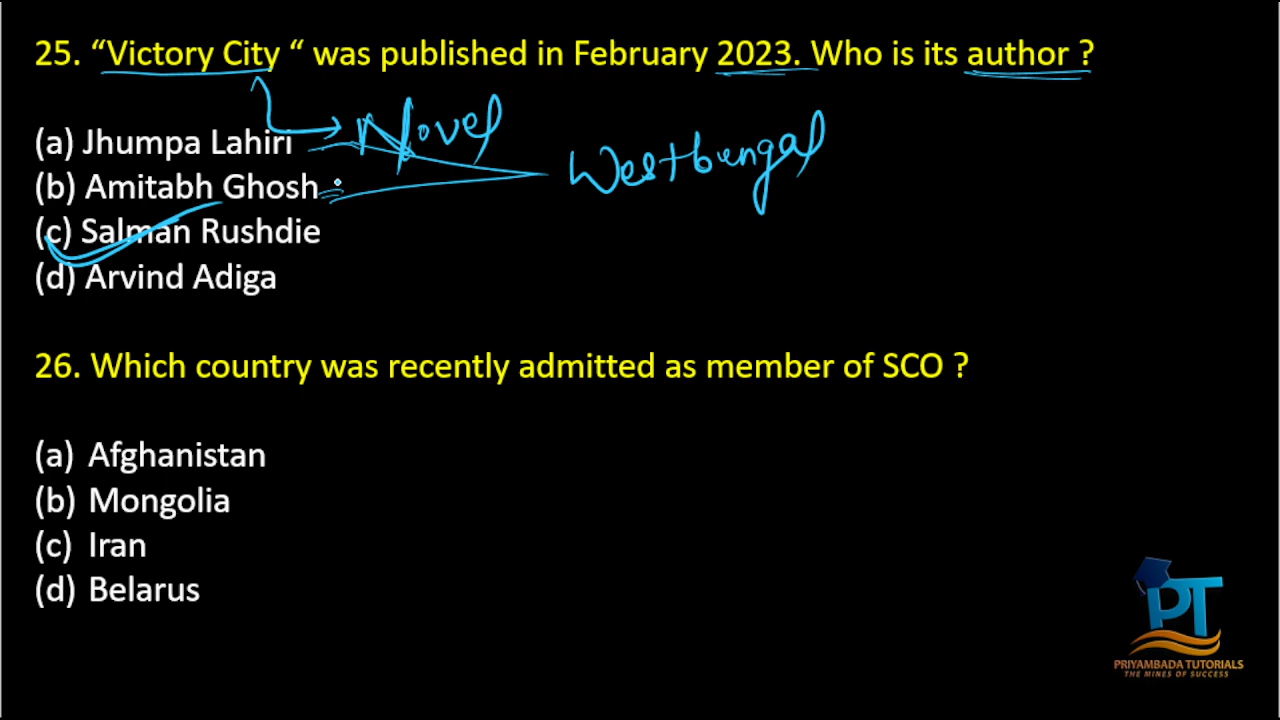 25. “Victory City “ was published in February 2023. Who is its author ?
Novel
(a) Jhumpa Lahiri
Westbengal
(b) Amitabh Ghosh
(c) Salman Rushdie
(d) Arvind Adiga
26. Which country was recently admitted as member of SCO ?
(a) Afghanistan
(b) Mongolia
(c) Iran
(d) Belarus
PT
PRIYAMBADA TUTORIALS
THE MINES OF SUCCESS